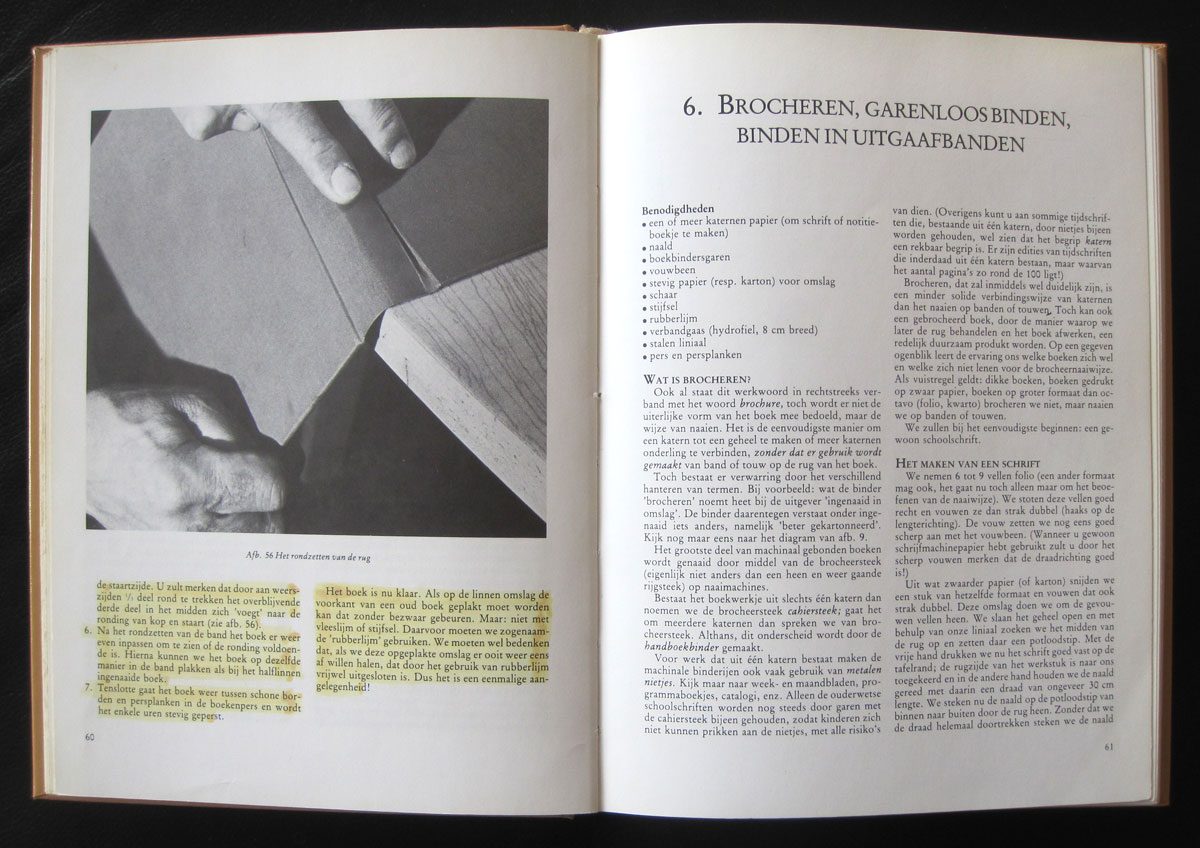 Afb. 56 Het rondzetten van de rug
de staartzijde. U zult merken dat door aan weers-
zijden ¹/₃ deel rond te trekken het overblijvende
derde deel in het midden zich 'voegt' naar de
ronding van kop en staart (zie afb. 56).
6. Na het rondzetten van de band het boek er weer
even inpassen om te zien of de ronding voldoen-
de is. Hierna kunnen we het boek op dezelfde
manier in de band plakken als bij het halflinnen
ingenaaide boek.
7. Tenslotte gaat het boek weer tussen schone bor-
den en persplanken in de boekenpers en wordt
het enkele uren stevig geperst.
Het boek is nu klaar. Als op de linnen omslag de
voorkant van een oud boek geplakt moet worden
kan dat zonder bezwaar gebeuren. Maar: niet met
vleeslijm of stijfsel. Daarvoor moeten we zogenaam-
de 'rubberlijm' gebruiken. We moeten wel bedenken
dat, als we deze opgeplakte omslag er ooit weer eens
af willen halen, dat door het gebruik van rubberlijm
vrijwel uitgesloten is. Dus het is een eenmalige aan-
gelegenheid!
60
6. BROCHEREN, GARENLOOS BINDEN,
BINDEN IN UITGAAFBANDEN
Benodigdheden
• een of meer katernen papier (om schrift of notitie-
boekje te maken)
• naald
• boekbindersgaren
• vouwbeen
• stevig papier (resp. karton) voor omslag
• schaar
• stijfsel
• rubberlijm
• verbandgaas (hydrofiel, 8 cm breed)
• stalen liniaal
• pers en persplanken
WAT IS BROCHEREN?
Ook al staat dit werkwoord in rechtstreeks ver-
band met het woord brochure, toch wordt er niet de
uiterlijke vorm van het boek mee bedoeld, maar de
wijze van naaien. Het is de eenvoudigste manier om
een katern tot een geheel te maken of meer katernen
onderling te verbinden, zonder dat er gebruik wordt
gemaakt van band of touw op de rug van het boek.
Toch bestaat er verwarring door het verschillend
hanteren van termen. Bij voorbeeld: wat de binder
'brocheren' noemt heet bij de uitgever 'ingenaaid in
omslag'. De binder daarentegen verstaat onder inge-
naaid iets anders, namelijk 'beter gekartonneerd'.
Kijk nog maar eens naar het diagram van afb. 9.
Het grootste deel van machinaal gebonden boeken
wordt genaaid door middel van de brocheersteek
(eigenlijk niet anders dan een heen en weer gaande
rijgsteek) op naaimachines.
Bestaat het boekwerkje uit slechts één katern dan
noemen we de brocheersteek cahiersteek; gaat het
om meerdere katernen dan spreken we van bro-
cheersteek. Althans, dit onderscheid wordt door de
handboekbinder gemaakt.
Voor werk dat uit één katern bestaat maken de
machinale binderijen ook vaak gebruik van metalen
nietjes. Kijk maar naar week- en maandbladen, pro-
grammaboekjes, catalogi, enz. Alleen de ouderwetse
schoolschriften worden nog steeds door garen met
de cahiersteek bijeen gehouden, zodat kinderen zich
niet kunnen prikken aan de nietjes, met alle risiko's
van dien. (Overigens kunt u aan sommige tijdschrif-
ten die, bestaande uit één katern, door nietjes bijeen
worden gehouden, wel zien dat het begrip katern
een rekbaar begrip is. Er zijn edities van tijdschriften
die inderdaad uit één katern bestaan, maar waarvan
het aantal pagina's zo rond de 100 ligt!)
Brocheren, dat zal inmiddels wel duidelijk zijn, is
een minder solide verbindingswijze van katernen
dan het naaien op banden of touwen. Toch kan ook
een gebrocheerd boek, door de manier waarop we
later de rug behandelen en het boek afwerken, een
redelijk duurzaam produkt worden. Op een gegeven
ogenblik leert de ervaring ons welke boeken zich wel
en welke zich niet lenen voor de brocheernaaiwijze.
Als vuistregel geldt: dikke boeken, boeken gedrukt
op zwaar papier, boeken op groter formaat dan oc-
tavo (folio, kwarto) brocheren we niet, maar naaien
we op banden of touwen.
We zullen bij het eenvoudigste beginnen: een ge-
woon schoolschrift.
HET MAKEN VAN EEN SCHRIFT
We nemen 6 tot 9 vellen folio (een ander formaat
mag ook, het gaat nu toch alleen maar om het beoe-
fenen van de naaiwijze). We stoten deze vellen goed
recht en vouwen ze dan strak dubbel (haaks op de
lengterichting). De vouw zetten we nog eens goed
scherp aan met het vouwbeen. (Wanneer u gewoon
schrijfmachinepapier hebt gebruikt zult u door het
scherp vouwen merken dat de draadrichting goed
is!)
Uit wat zwaarder papier (of karton) snijden we
een stuk van hetzelfde formaat en vouwen dat ook
strak dubbel. Deze omslag doen we om de gevou-
wen vellen heen. We slaan het geheel open en met
behulp van onze liniaal zoeken we het midden van
de rug op en zetten daar een potloodstip. Met de
vrije hand drukken we nu het schrift goed vast op de
tafelrand; de rugzijde van het werkstuk is naar ons
toegekeerd en in de andere hand houden we de naald
gereed met daarin een draad van ongeveer 30 cm
lengte. We steken nu de naald op de potloodstip van
binnen naar buiten door de rug heen. Zonder dat we
de draad helemaal doortrekken steken we de naald
61